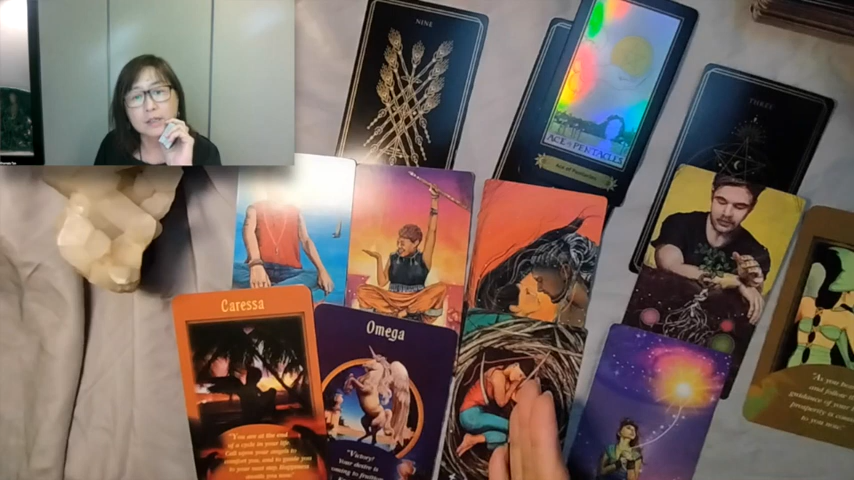 NINE
ACE of PENTACLES
Ace of Pentacles
THREE
Caressa
"You are at the end
of a cycle in your life.
Call upon your angels to
comfort you, and to guide you
to your next step. Happiness
awaits you now."
Omega
"Victory!
Your desire is
coming to fruition.
"As you
and follow the
guidance of your
prosperity is
to you now."